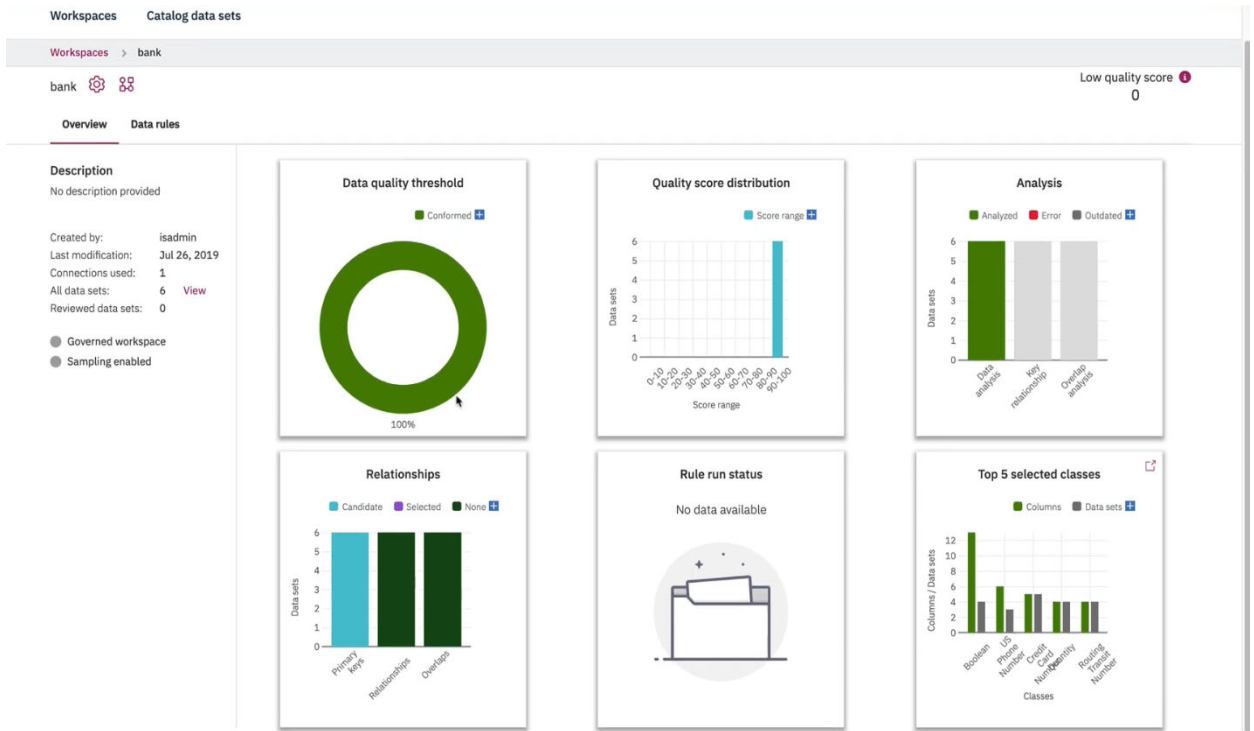 Workspaces Catalog data sets
Workspaces > bank
bank
Low quality score
0
Overview Data rules
Description
No description provided
Created by: isadmin
Last modification: Jul 26, 2019
Connections used: 1
All data sets: 6 View
Reviewed data sets: 0
Governed workspace
Sampling enabled
Data quality threshold
Conformed
100%
Quality score distribution
Score range
6
5
4
3
2
1
0
Data sets
0-10
10-20
20-30
30-40
40-50
50-60
60-70
70-80
80-90
90-100
Score range
Analysis
Analyzed Error Outdated
6
5
4
3
2
1
0
Data sets
Data
analysis
Key
relationship
Overlap
analysis
Relationships
Candidate Selected None
6
5
4
3
2
1
0
Data sets
Primary
keys
Relationships
Overlaps
Rule run status
No data available
Top 5 selected classes
Columns Data sets
12
10
8
6
4
2
0
Columns / Data sets
Boolean
US
Phone
Number
Credit
Card
Number
Quantity
Routing
Transit
Number
Classes